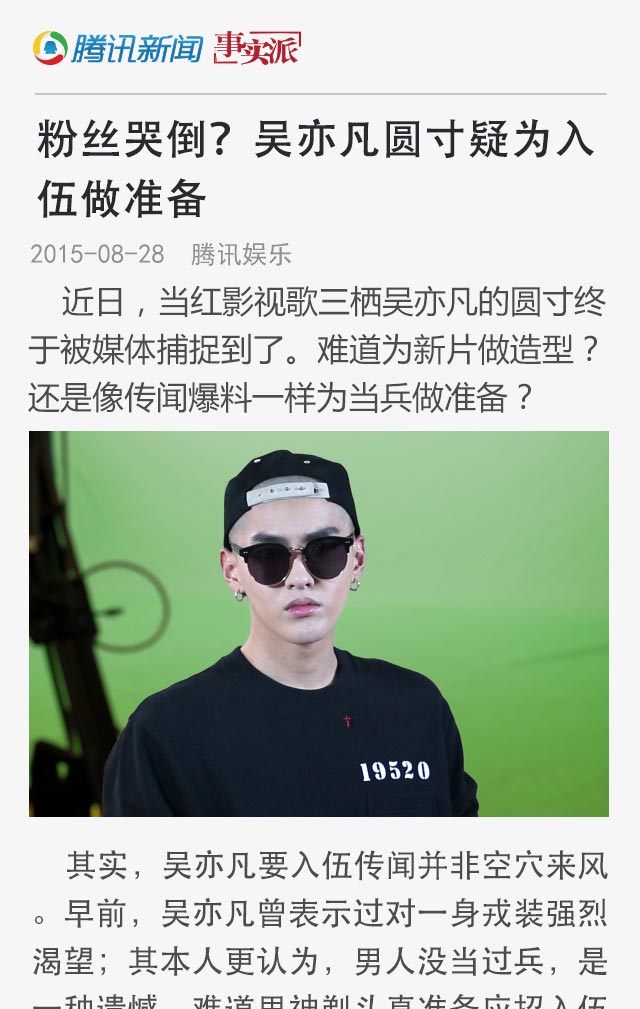 腾讯新闻 事实派
粉丝哭倒？吴亦凡圆寸疑为入
伍做准备
2015-08-28 腾讯娱乐
近日，当红影视歌三栖吴亦凡的圆寸终
于被媒体捕捉到了。难道为新片做造型？
还是像传闻爆料一样为当兵做准备？
19520
其实，吴亦凡要入伍传闻并非空穴来风
。早前，吴亦凡曾表示过对一身戎装强烈
渴望；其本人更认为，男人没当过兵，是
一种遗憾。难道男神剃头真准备应招入伍